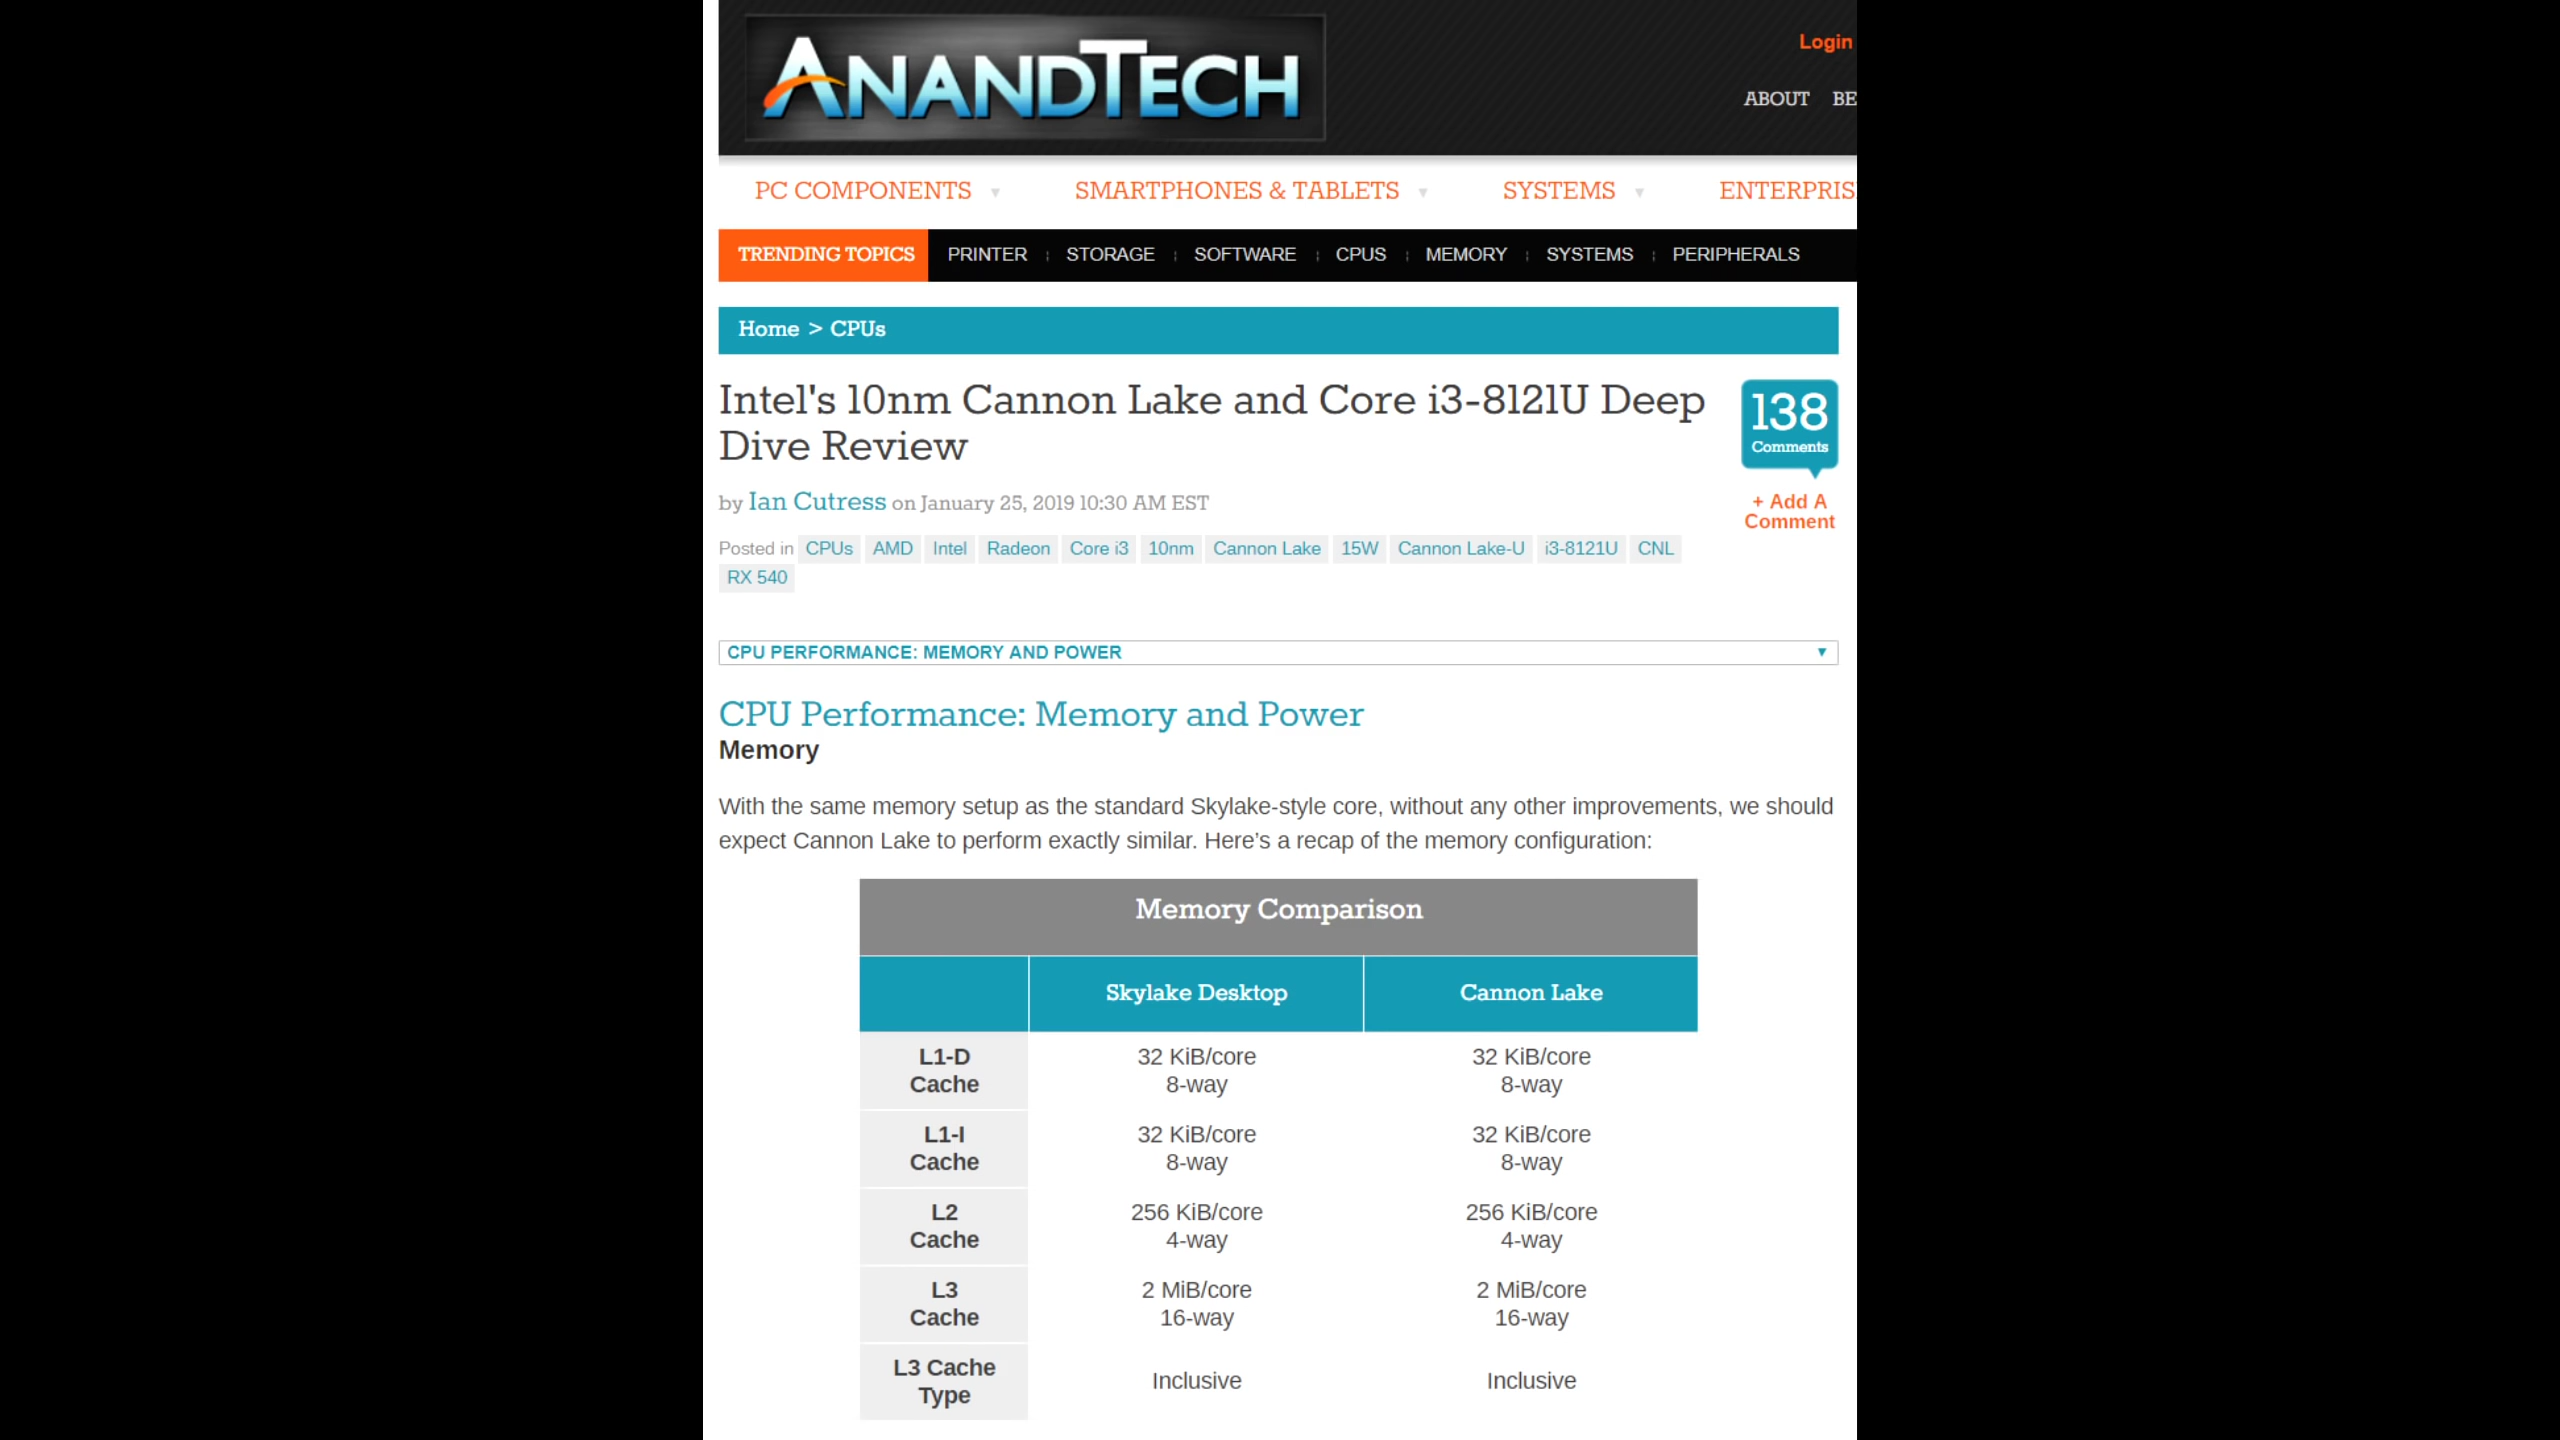 ANANDTECH
Login
ABOUT BE
PC COMPONENTS ▼ SMARTPHONES & TABLETS ▼ SYSTEMS ▼ ENTERPRIS
TRENDING TOPICS PRINTER STORAGE SOFTWARE CPUS MEMORY SYSTEMS PERIPHERALS
Home > CPUs
Intel's 10nm Cannon Lake and Core i3-8121U Deep
Dive Review
138
Comments
by Ian Cutress on January 25, 2019 10:30 AM EST
+ Add A
Comment
Posted in CPUs AMD Intel Radeon Core i3 10nm Cannon Lake 15W Cannon Lake-U i3-8121U CNL
RX 540
CPU PERFORMANCE: MEMORY AND POWER ▼
CPU Performance: Memory and Power
Memory
With the same memory setup as the standard Skylake-style core, without any other improvements, we should
expect Cannon Lake to perform exactly similar. Here’s a recap of the memory configuration:
Memory Comparison
Skylake Desktop Cannon Lake
L1-D 32 KiB/core 32 KiB/core
Cache 8-way 8-way
L1-I 32 KiB/core 32 KiB/core
Cache 8-way 8-way
L2 256 KiB/core 256 KiB/core
Cache 4-way 4-way
L3 2 MiB/core 2 MiB/core
Cache 16-way 16-way
L3 Cache
Type Inclusive Inclusive